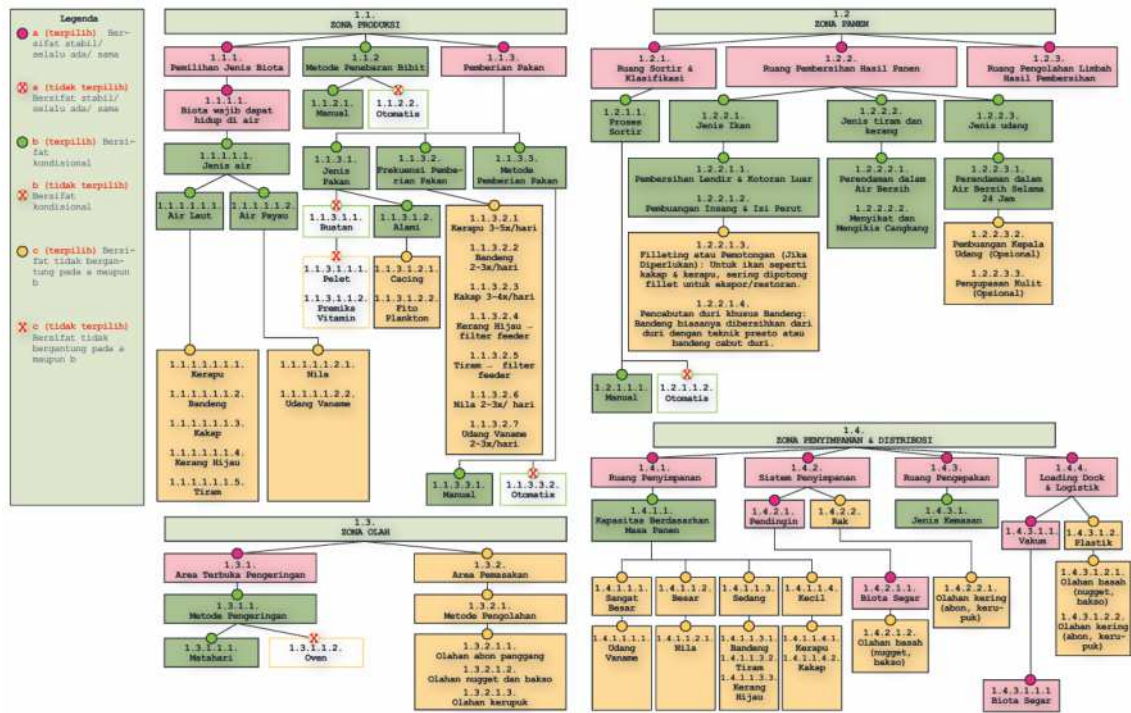 Legenda
a (terpilih) Ber-
sifat stabil/
selalu ada/ sama
a (tidak terpilih)
Bersifat stabil/
selalu ada/ sama
b (terpilih) Bersi-
fat
kondisional
b (tidak terpilih)
Bersifat
kondisional
c (terpilih) Bersi-
fat tidak bergan-
tung pada a maupun
b
c (tidak terpilih)
Bersifat tidak
bergantung pada a
maupun b
1.1.
ZONA PRODUKSI
1.1.1.
Pemilihan Jenis Biota
1.1.2
Metode Penebaran Bibit
1.1.3.
Pemberian Pakan
1.1.1.1.
Biota wajib dapat
hidup di air
1.1.2.1.
Manual
1.1.2.2.
Otomatis
1.1.1.1.1.
Jenis air
1.1.3.1.
Jenis
Pakan
1.1.3.2.
Frekuensi Pembe-
rian Pakan
1.1.3.3.
Metode
Pemberian Pakan
1.1.1.1.1.1.
Air Laut
1.1.1.1.1.2.
Air Payau
1.1.3.1.1.
Buatan
1.1.3.1.2.
Alami
1.1.3.1.1.1.
Pelet
1.1.3.1.1.2.
Premiks
Vitamin
1.1.3.1.2.1.
Cacing
1.1.3.1.2.2.
Fito
Plankton
1.1.3.2.1
Kerapu 3-5x/hari
1.1.3.2.2
Bandeng
2-3x/hari
1.1.3.2.3
Kakap 3-4x/hari
1.1.3.2.4
Kerang Hijau →
filter feeder
1.1.3.2.5
Tiram → filter
feeder
1.1.3.2.6
Nila 2-3x/ hari
1.1.3.2.7
Udang Vaname
2-3x/hari
1.1.1.1.1.1.1.
Kerapu
1.1.1.1.1.1.2.
Bandeng
1.1.1.1.1.1.3.
Kakap
1.1.1.1.1.1.4.
Kerang Hijau
1.1.1.1.1.1.5.
Tiram
1.1.1.1.1.2.1.
Nila
1.1.1.1.1.2.2.
Udang Vaname
1.1.3.3.1.
Manual
1.1.3.3.2.
Otomatis
1.2
ZONA PANEN
1.2.1.
Ruang Sortir &
Klasifikasi
1.2.2.
Ruang Pembersihan Hasil Panen
1.2.3.
Ruang Pengolahan Limbah
Hasil Pembersihan
1.2.1.1.
Proses
Sortir
1.2.2.1.
Jenis Ikan
1.2.2.2.
Jenis tiram dan
kerang
1.2.2.3.
Jenis udang
1.2.2.1.1.
Pembersihan Lendir & Kotoran Luar
1.2.2.1.2.
Pembuangan Insang & Isi Perut
1.2.2.2.1.
Perendaman dalam
Air Bersih
1.2.2.2.2.
Menyikat dan
Mengikis Cangkang
1.2.2.3.1.
Perandaman dalam
Air Bersih Selama
24 Jam
1.2.2.1.3.
Filleting atau Pemotongan (Jika
Diperlukan): Untuk ikan seperti
kakap & kerapu, sering dipotong
fillet untuk ekspor/restoran.
1.2.2.1.4.
Pencabutan duri khusus Bandeng:
Bandeng biasanya dibersihkan dari
duri dengan teknik presto atau
bandeng cabut duri.
1.2.2.3.2.
Pembuangan Kepala
Udang (Opsional)
1.2.2.3.3.
Pengupasan Kulit
(Opsional)
1.2.1.1.1.
Manual
1.2.1.1.2.
Otomatis
1.3.
ZONA OLAH
1.3.1.
Area Terbuka Pengeringan
1.3.2.
Area Pemasakan
1.3.1.1.
Metode Pengeringan
1.3.2.1.
Metode Pengolahan
1.3.1.1.1.
Matahari
1.3.1.1.2.
Oven
1.3.2.1.1.
Olahan abon panggang
1.3.2.1.2.
Olahan nugget dan bakso
1.3.2.1.3.
Olahan kerupuk
1.4.
ZONA PENYIMPANAN & DISTRIBUSI
1.4.1.
Ruang Penyimpanan
1.4.2.
Sistem Penyimpanan
1.4.3.
Ruang Pengepakan
1.4.4.
Loading Dock
& Logistik
1.4.1.1.
Kapasitas Berdasarkan
Masa Panen
1.4.2.1.
Pendingin
1.4.2.2.
Rak
1.4.3.1.
Jenis Kemasan
1.4.3.1.1.
Vakum
1.4.3.1.2.
Plastik
1.4.1.1.1.
Sangat
Besar
1.4.1.1.2.
Besar
1.4.1.1.3.
Sedang
1.4.1.1.4.
Kecil
1.4.2.1.1.
Biota Segar
1.4.2.2.1.
Olahan kering
(abon, keru-
puk)
1.4.3.1.2.1.
Olahan basah
(nugget,
bakso)
1.4.3.1.2.2.
Olahan kering
(abon, keru-
puk)
1.4.1.1.1.1.
Udang
Vaname
1.4.1.1.2.1.
Nila
1.4.1.1.3.1.
Bandeng
1.4.1.1.3.2.
Tiram
1.4.1.1.3.3.
Kerang
Hijau
1.4.1.1.4.1.
Kerapu
1.4.1.1.4.2.
Kakap
1.4.2.1.2.
Olahan basah
(nugget,
bakso)
1.4.3.1.1.1
Biota Segar